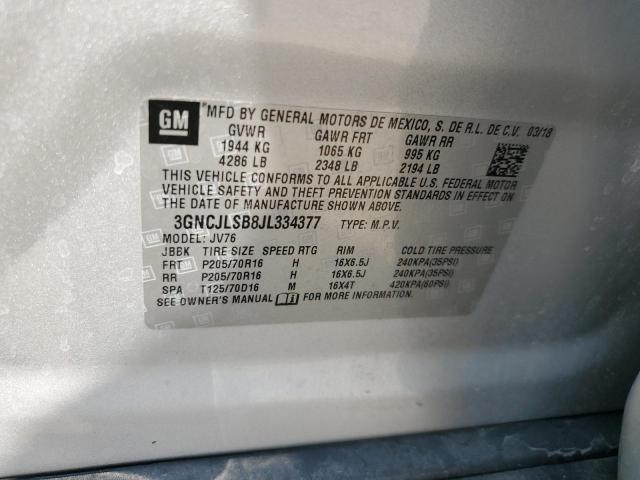 GM
*MFD BY GENERAL MOTORS DE MEXICO, S. DE R.L. DE C.V. 03/18
GVWR GAWR FRT GAWR RR
1944 KG 1065 KG 995 KG
4286 LB 2348 LB 2194 LB
THIS VEHICLE CONFORMS TO ALL APPLICABLE U.S. FEDERAL MOTOR
VEHICLE SAFETY AND THEFT PREVENTION STANDARDS IN EFFECT ON
THE DATE OF MANUFACTURE SHOWN ABOVE.
3GNCJLSB8JL334377 TYPE: M.P.V.
MODEL: JV76
JBBK TIRE SIZE SPEED RTG RIM COLD TIRE PRESSURE
FRT P205/70R16 H 16X6.5J 240KPA(35PSI)
RR P205/70R16 H 16X6.5J 240KPA(35PSI)
SPA T125/70D16 M 16X4T 420KPA(60PSI)
SEE OWNER'S MANUAL FOR MORE INFORMATION.